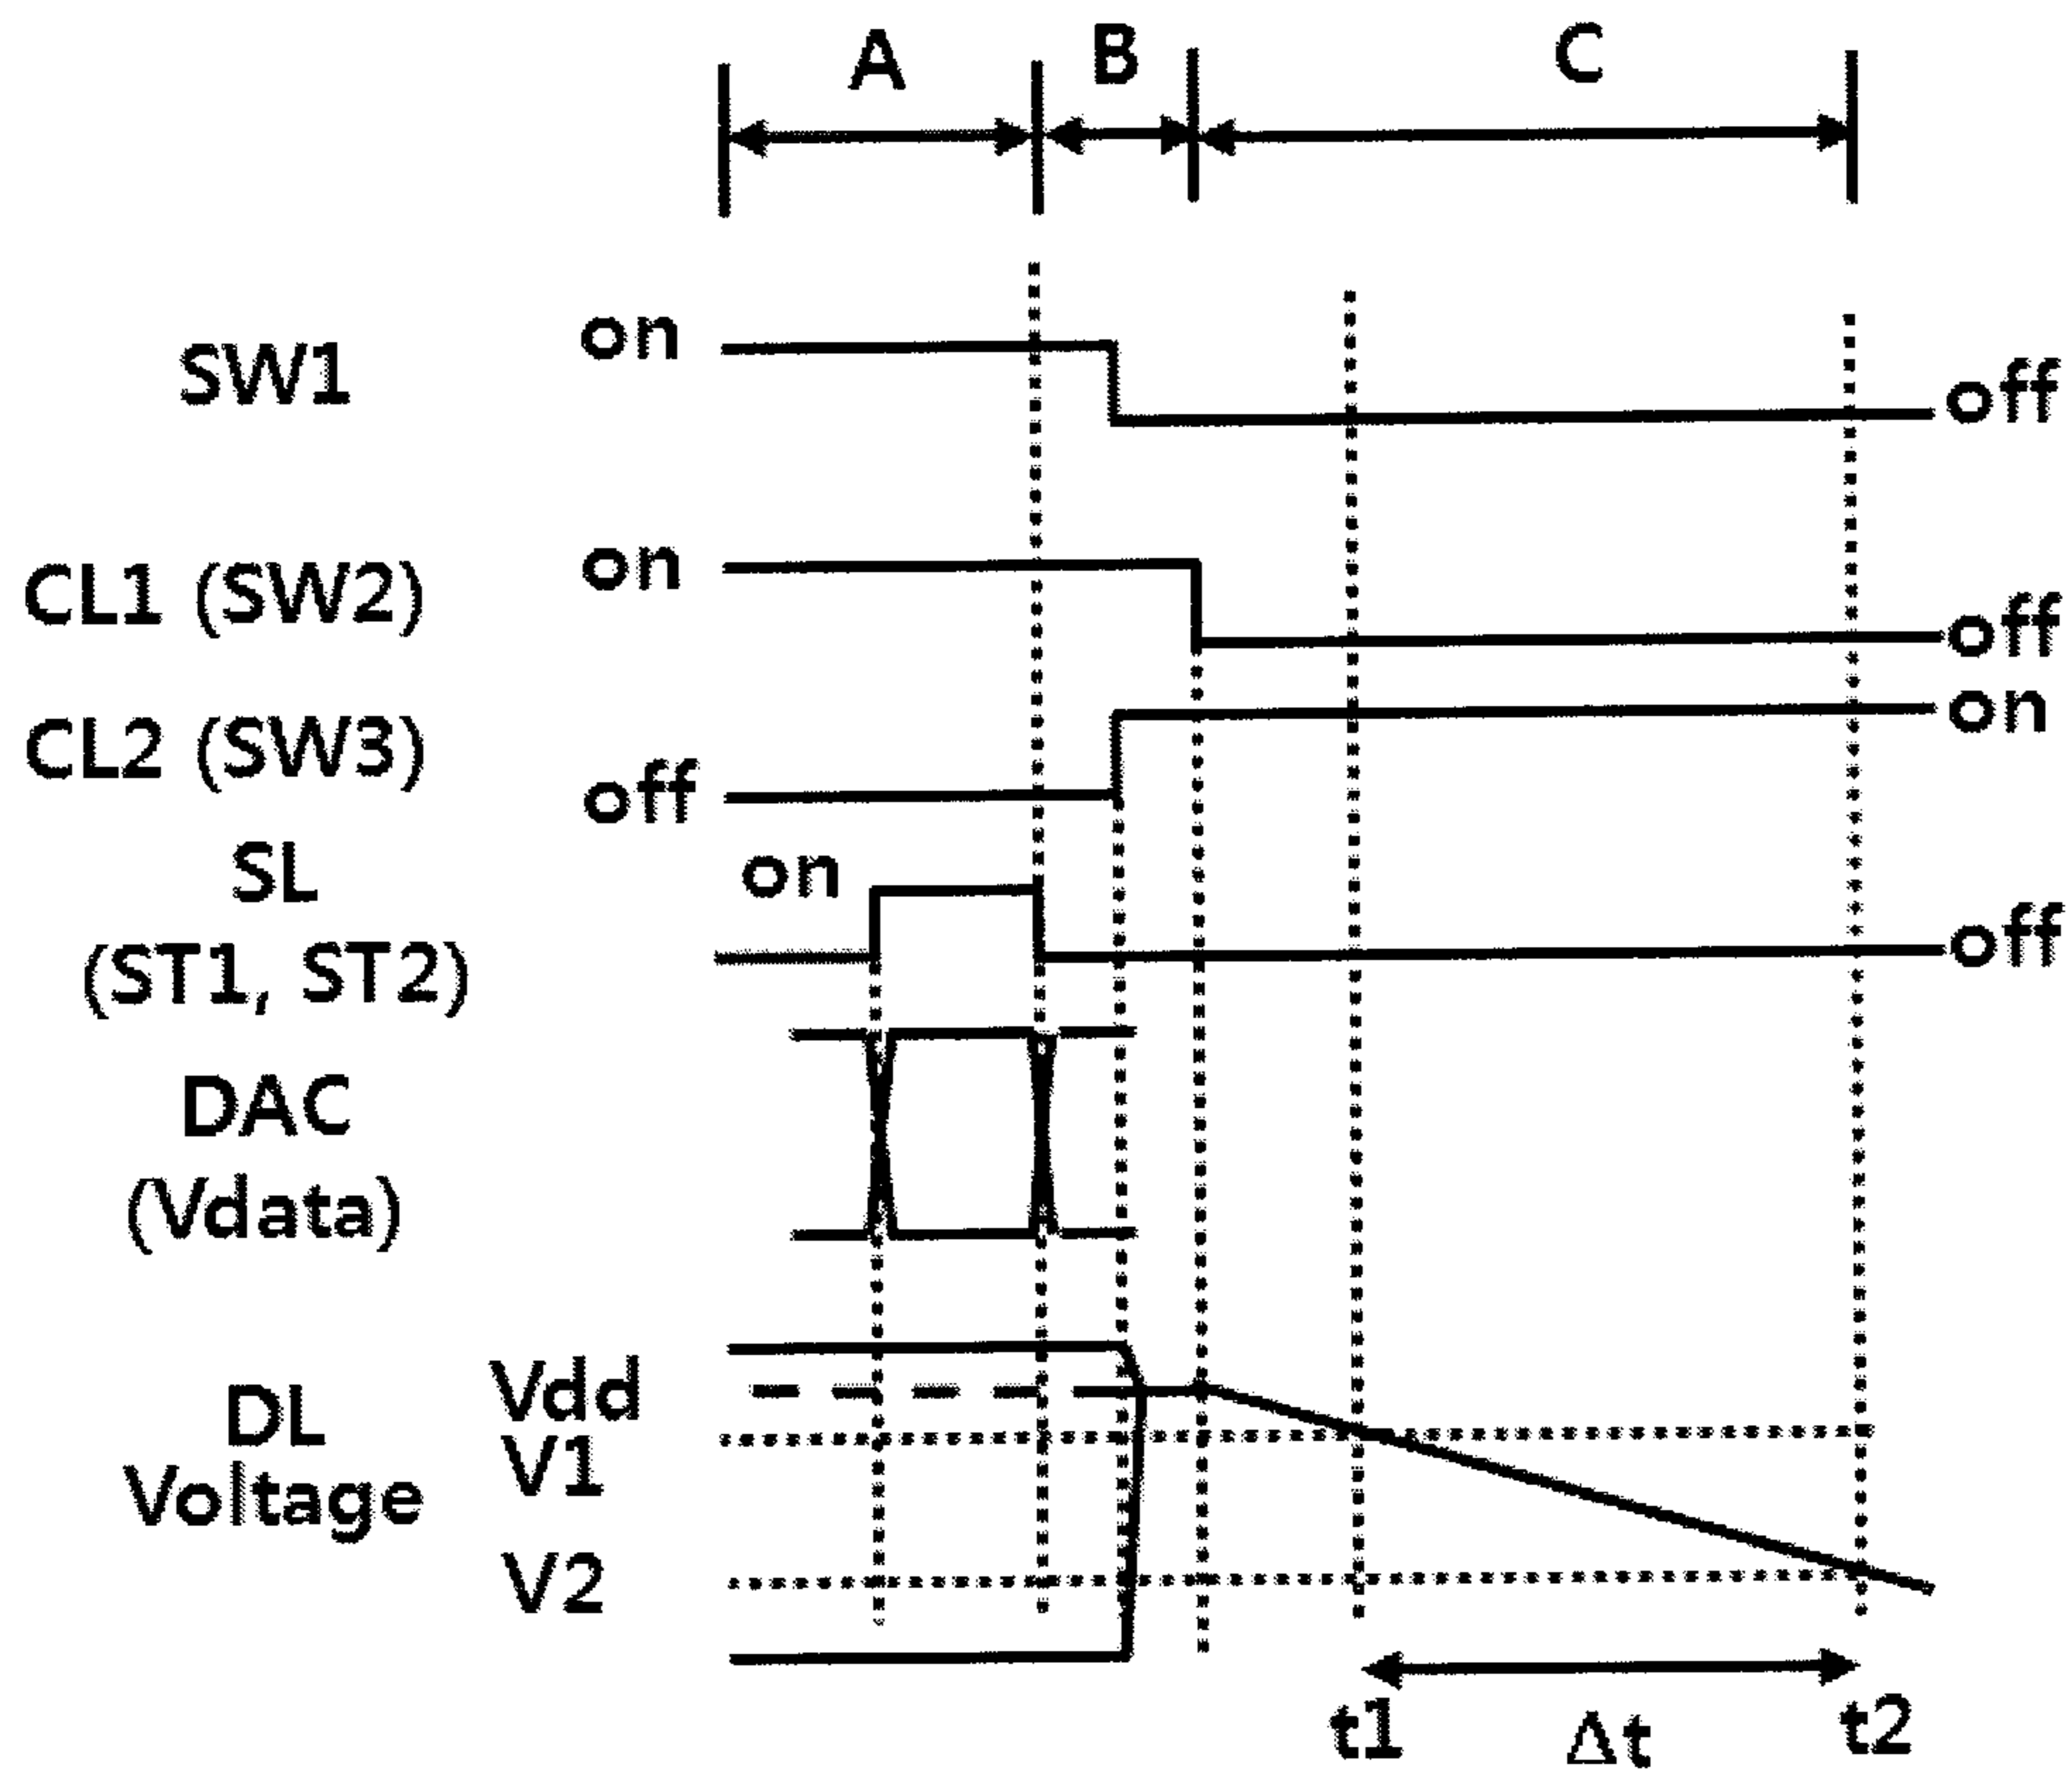 A B C
SW1 on off
CL1 (SW2) on off
CL2 (SW3) off on
SL on
(ST1, ST2) off
DAC
(Vdata)
DL Vdd
Voltage V1
V2
t1 Δt t2